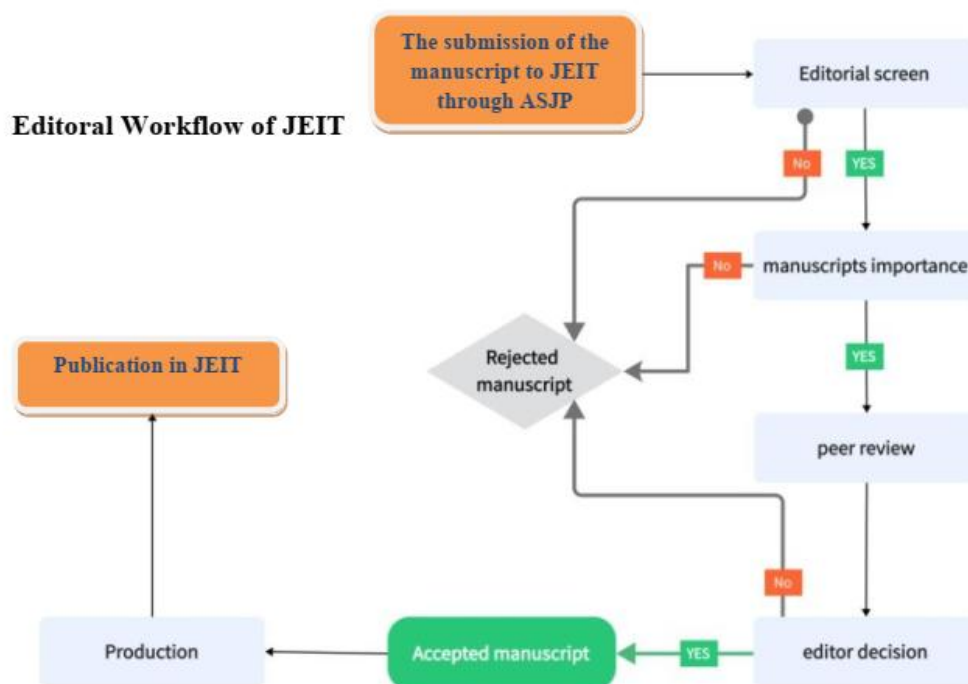 The submission of the
manuscript to JEIT
through ASJP
Editorial screen
Editoral Workflow of JEIT
No
YES
manuscripts importance
No
Publication in JEIT
Rejected
manuscript
YES
peer review
No
Production
Accepted manuscript
YES
editor decision